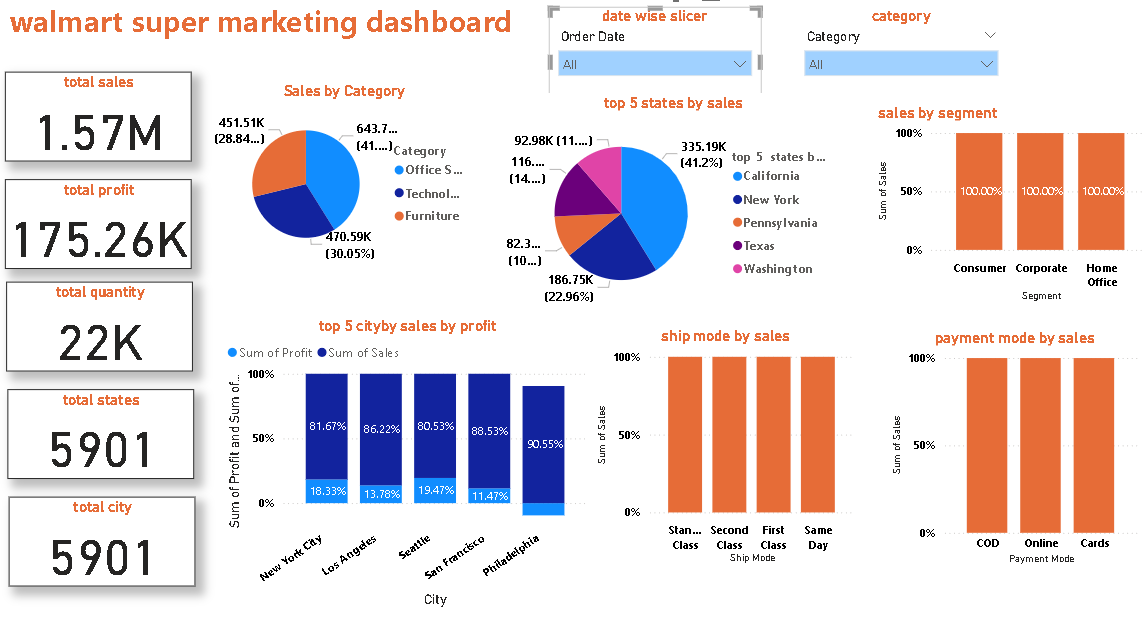 walmart super marketing dashboard
date wise slicer
Order Date
All
category
Category
All
total sales
1.57M
total profit
175.26K
total quantity
22K
total states
5901
total city
5901
Sales by Category
451.51K
(28.84...)
643.7...
(41....)
470.59K
(30.05%)
Category
Office S...
Technol...
Furniture
top 5 states by sales
92.98K (11....)
116....
(14....)
82.3...
(10...)
186.75K
(22.96%)
335.19K
(41.2%)
top 5 states b...
California
New York
Pennsylvania
Texas
Washington
sales by segment
Sum of Sales
100%
50%
0%
100.00% 100.00% 100.00%
Consumer Corporate Home
Office
Segment
top 5 cityby sales by profit
Sum of Profit Sum of Sales
Sum of Profit and Sum of...
100%
50%
0%
81.67% 86.22% 80.53% 88.53% 90.55%
18.33% 13.78% 19.47% 11.47%
New York City Los Angeles Seattle San Francisco Philadelphia
City
ship mode by sales
Sum of Sales
100%
50%
0%
Stan... Second First Same
Class Class Class Day
Ship Mode
payment mode by sales
Sum of Sales
100%
50%
0%
COD Online Cards
Payment Mode